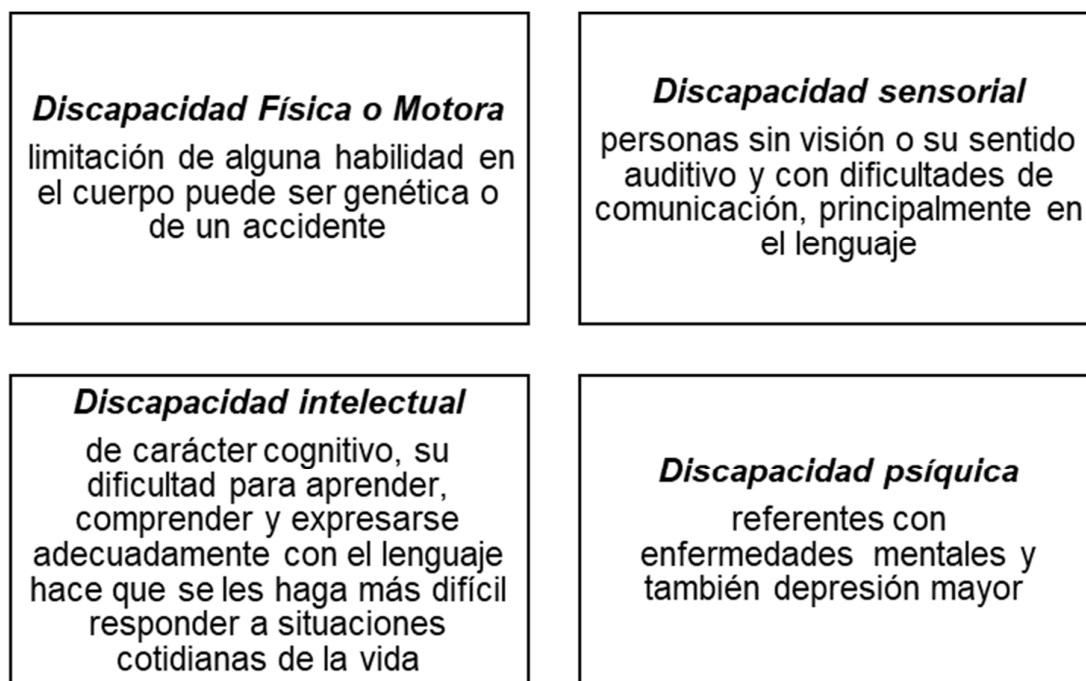 Discapacidad Física o Motora
limitación de alguna habilidad en
el cuerpo puede ser genética o
de un accidente
Discapacidad sensorial
personas sin visión o su sentido
auditivo y con dificultades de
comunicación, principalmente en
el lenguaje
Discapacidad intelectual
de carácter cognitivo, su
dificultad para aprender,
comprender y expresarse
adecuadamente con el lenguaje
hace que se les haga más difícil
responder a situaciones
cotidianas de la vida
Discapacidad psíquica
referentes con
enfermedades mentales y
también depresión mayor